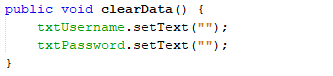 public void clearData() {
    txtUsername.setText("");
    txtPassword.setText("");
}